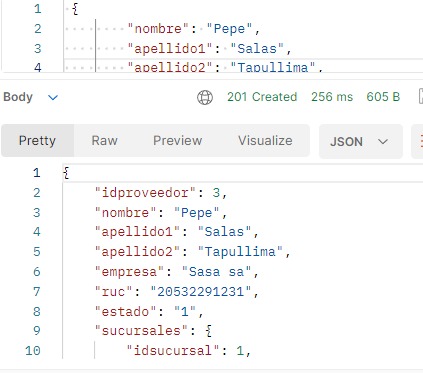 1 {
2 "nombre": "Pepe",
3 "apellido1": "Salas",
4 "apellido2": "Tapullima",
Body 201 Created 256 ms 605 B
Pretty Raw Preview Visualize JSON
1 {
2 "idproveedor": 3,
3 "nombre": "Pepe",
4 "apellido1": "Salas",
5 "apellido2": "Tapullima",
6 "empresa": "Sasa sa",
7 "ruc": "20532291231",
8 "estado": "1",
9 "sucursales": {
10 "idsucursal": 1,